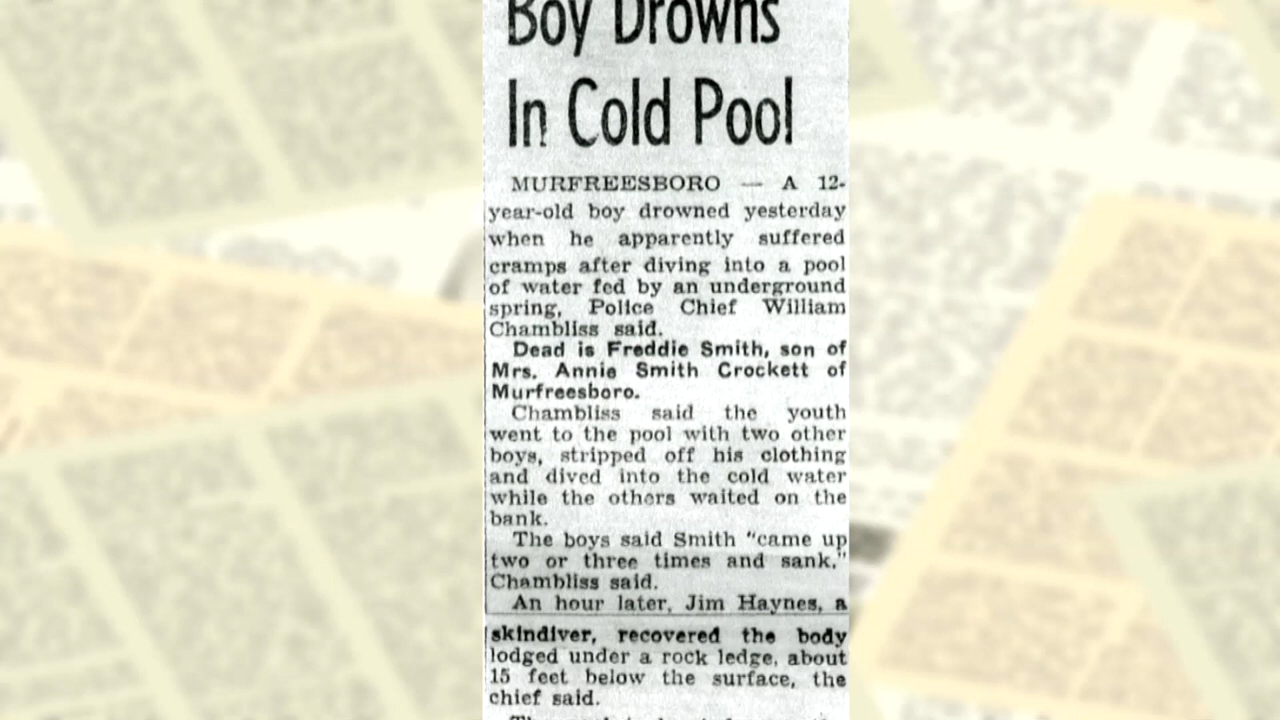 Boy Drowns
In Cold Pool
MURFREESBORO — A 12-
year-old boy drowned yesterday
when he apparently suffered
cramps after diving into a pool
of water fed by an underground
spring, Police Chief William
Chambliss said.
Dead is Freddie Smith, son of
Mrs. Annie Smith Crockett of
Murfreesboro.
Chambliss said the youth
went to the pool with two other
boys, stripped off his clothing
and dived into the cold water
while the others waited on the
bank.
The boys said Smith "came up
two or three times and sank,"
Chambliss said.
An hour later, Jim Haynes, a
skindiver, recovered the body
lodged under a rock ledge, about
15 feet below the surface, the
chief said.